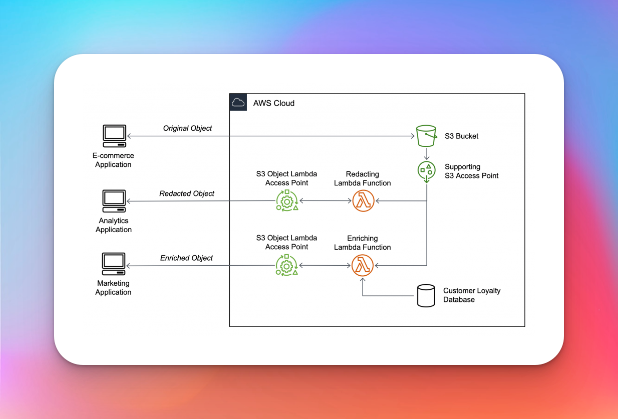 AWS Cloud
Original Object
S3 Bucket
E-commerce
Application
Supporting
S3 Access Point
S3 Object Lambda
Access Point
Redacting
Lambda Function
Redacted Object
Analytics
Application
S3 Object Lambda
Access Point
Enriching
Lambda Function
Enriched Object
Marketing
Application
Customer Loyalty
Database